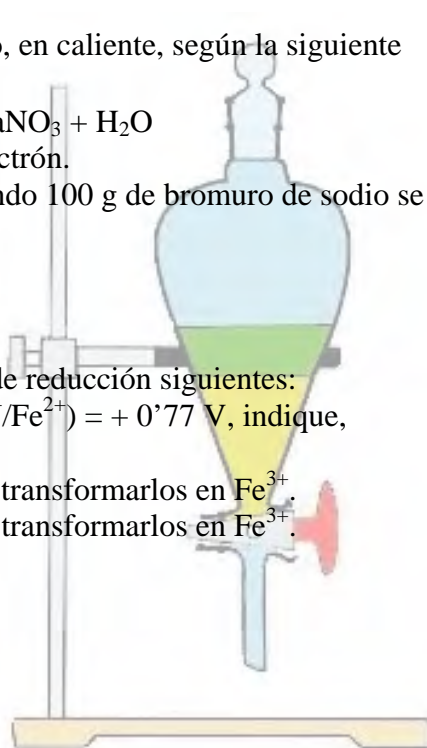 , en caliente, según la siguiente
NO₃ + H₂O
ctrón.
ndo 100 g de bromuro de sodio se
de reducción siguientes:
/Fe²⁺) = + 0’77 V, indique,
transformarlos en Fe³⁺.
transformarlos en Fe³⁺.